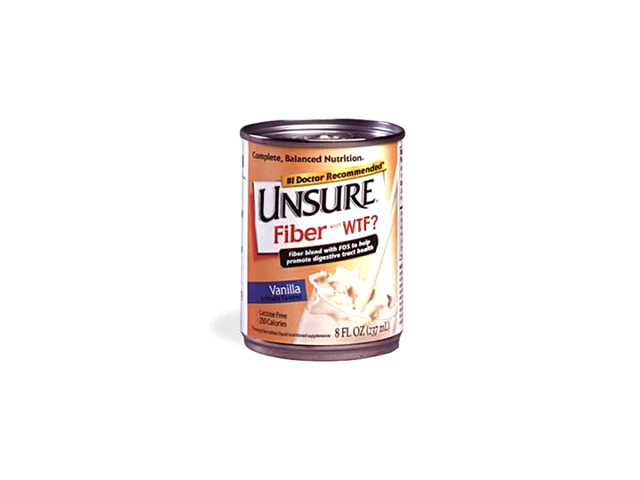 Complete, Balanced Nutrition.
#1 Doctor Recommended*
UNSURE.
Fiber with WTF?
Fiber blend with FOS to help
promote digestive tract health
Vanilla
- Lactose Free
- 250 Calories
8 FL OZ (237 mL)